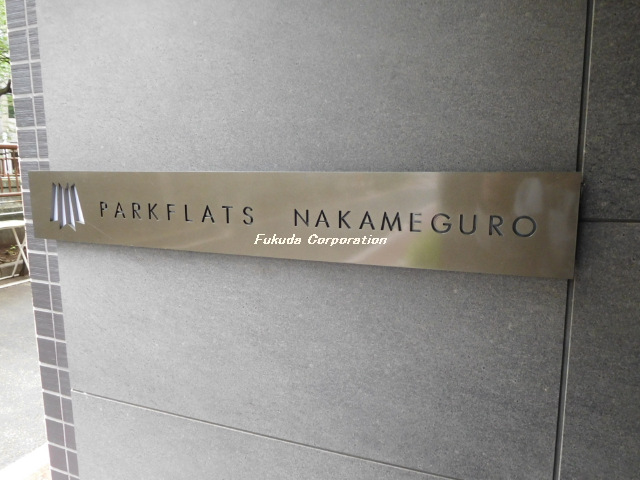 PARKFLATS NAKAMEGURO
Fukuda Corporation